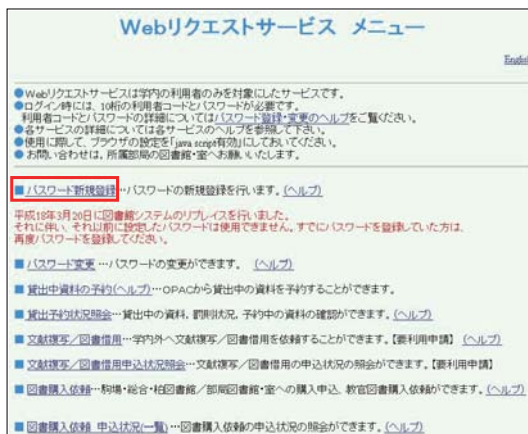 Webリクエストサービス メニュー
English
●Webリクエストサービスは学内の利用者のみを対象にしたサービスです。
●ログイン時には、10桁の利用者コードとパスワードが必要です。
利用者コードとパスワードの詳細についてはパスワード登録・変更のヘルプをご覧ください。
●各サービスの詳細については各サービスのヘルプを参照して下さい。
●使用に際して、ブラウザの設定を「java script有効」にしておいてください。
●お問い合わせは、所属部局の図書館・室へお願いいたします。
■パスワード新規登録…パスワードの新規登録を行います。(ヘルプ)
平成18年3月20日に図書館システムのリプレイスを行いました。
それに伴い、それ以前に設定したパスワードは使用できません。すでにパスワードを登録していた方は、
再度パスワードを登録してください。
■パスワード変更…パスワードの変更ができます。(ヘルプ)
■貸出中資料の予約(ヘルプ)…OPACから貸出中の資料を予約することができます。
■貸出予約状況照会…貸出中の資料、罰則状況、予約中の資料の確認ができます。(ヘルプ)
■文献複写/図書借用…学内外へ文献複写/図書借用を依頼することができます。【要利用申請】(ヘルプ)
■文献複写/図書借用申込状況照会…文献複写/図書借用の申込状況の照会ができます。【要利用申請】
■図書購入依頼…駒場・総合・柏図書館/部局図書館・室への購入申込、教官図書購入依頼ができます。(ヘルプ)
■図書購入依頼 申込状況(一覧)…図書購入依頼の申込状況の照会ができます。(ヘルプ)